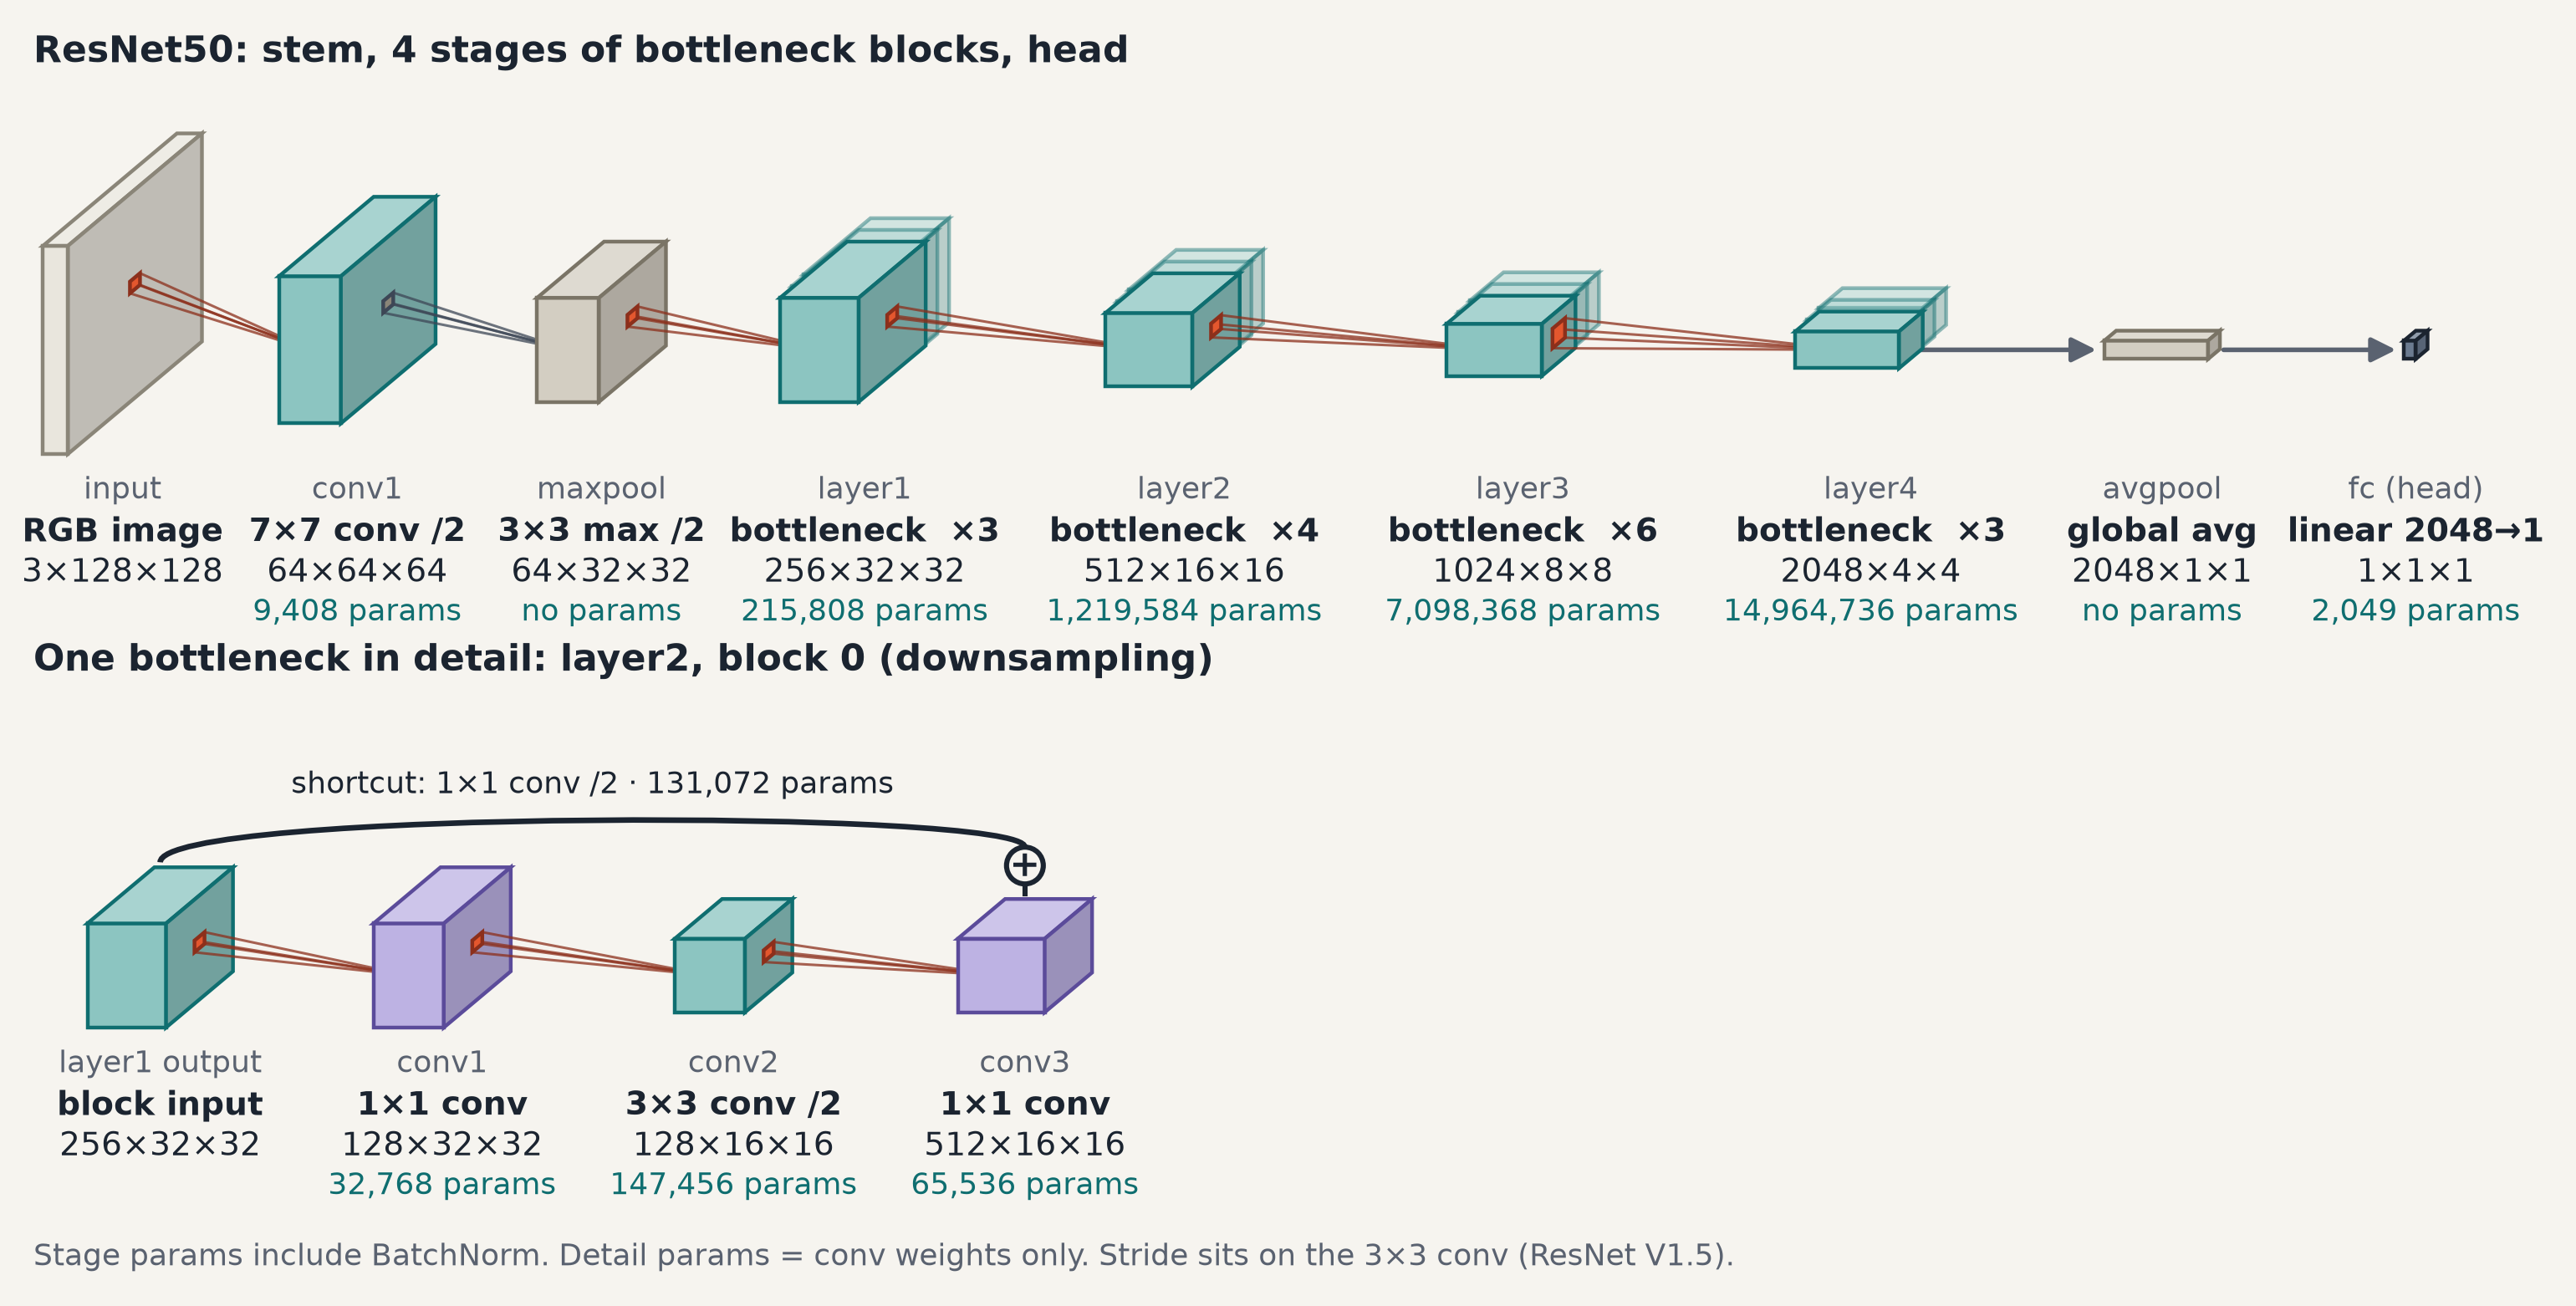 ResNet50: stem, 4 stages of bottleneck blocks, head
input conv1 maxpool layer1 layer2 layer3 layer4 avgpool fc (head)
RGB image 7×7 conv /2 3×3 max /2 bottleneck ×3 bottleneck ×4 bottleneck ×6 bottleneck ×3 global avg linear 2048→1
3×128×128 64×64×64 64×32×32 256×32×32 512×16×16 1024×8×8 2048×4×4 2048×1×1 1×1×1
9,408 params no params 215,808 params 1,219,584 params 7,098,368 params 14,964,736 params no params 2,049 params
One bottleneck in detail: layer2, block 0 (downsampling)
shortcut: 1×1 conv /2 · 131,072 params
+
layer1 output conv1 conv2 conv3
block input 1×1 conv 3×3 conv /2 1×1 conv
256×32×32 128×32×32 128×16×16 512×16×16
32,768 params 147,456 params 65,536 params
Stage params include BatchNorm. Detail params = conv weights only. Stride sits on the 3×3 conv (ResNet V1.5).